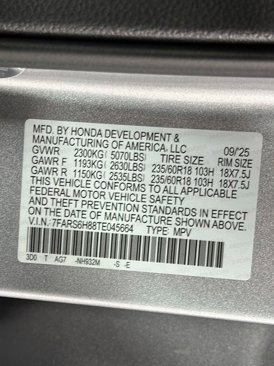 MFD. BY HONDA DEVELOPMENT &
MANUFACTURING OF AMERICA, LLC 09/25
GVWR 2300KG (5070LBS) TIRE SIZE RIM SIZE
GAWR F 1193KG (2630LBS) 235/60R18 103H 18X7.5J
GAWR R 1150KG (2535LBS) 235/60R18 103H 18X7.5J
THIS VEHICLE CONFORMS TO ALL APPLICABLE
FEDERAL MOTOR VEHICLE SAFETY
AND THEFT PREVENTION STANDARDS IN EFFECT
ON THE DATE OF MANUFACTURE SHOWN ABOVE.
V.I.N.: 7FARS6H88TE045664 TYPE: MPV
3D0 T AG7 -NH932M -S -E